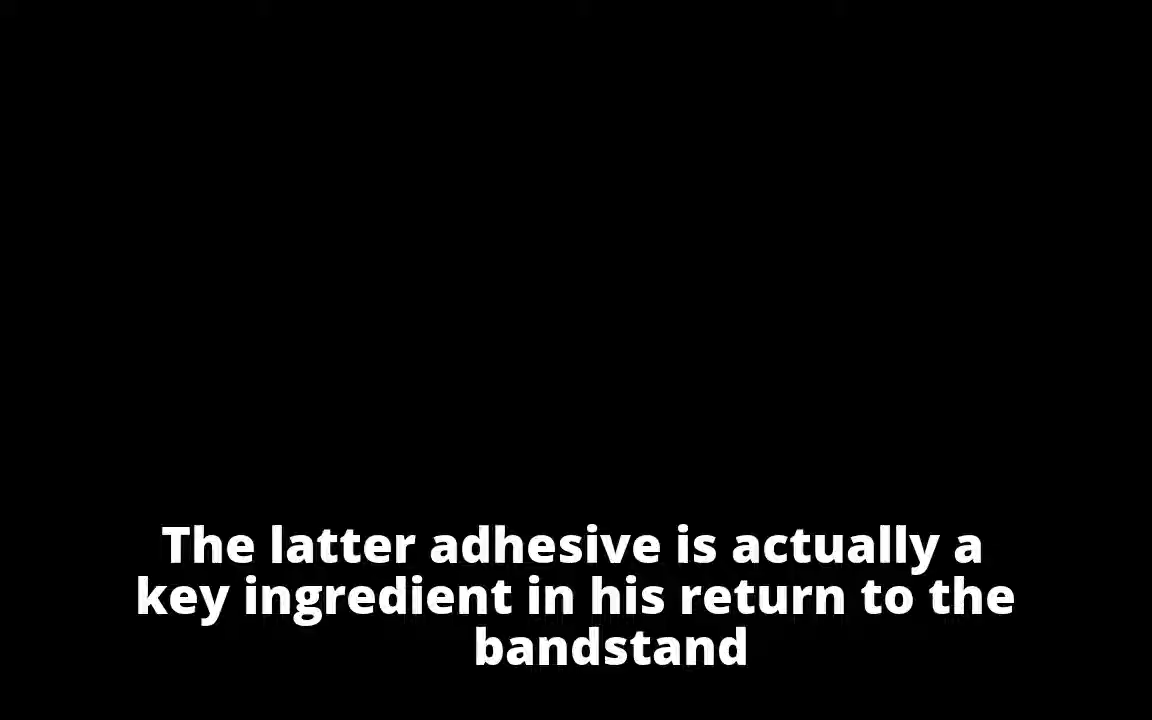 The latter adhesive is actually a
key ingredient in his return to the
bandstand